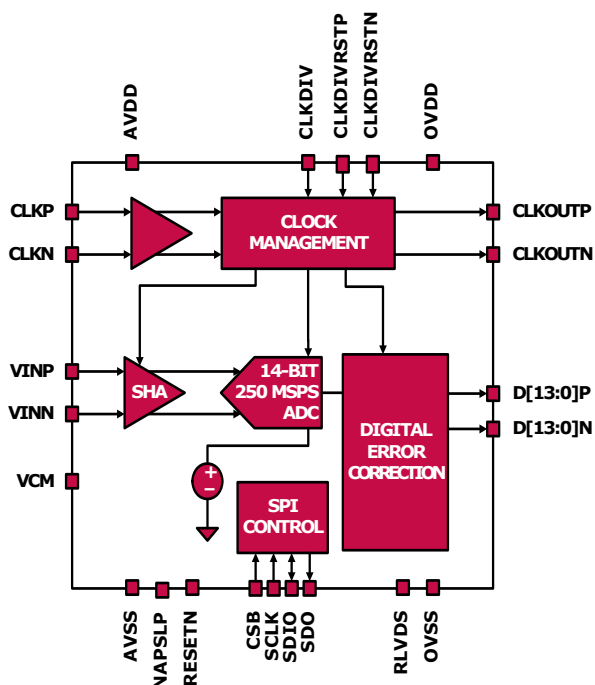 AVDD
CLKDIV
CLKDIVRSTP
CLKDIVRSTN
OVDD
CLKP
CLKN
CLOCK
MANAGEMENT
CLKOUTP
CLKOUTN
VINP
VINN
SHA
14-BIT
250 MSPS
ADC
DIGITAL
ERROR
CORRECTION
D[13:0]P
D[13:0]N
VCM
+
–
SPI
CONTROL
AVSS
NAPSLP
RESETN
CSB
SCLK
SDIO
SDO
RLVDS
OVSS